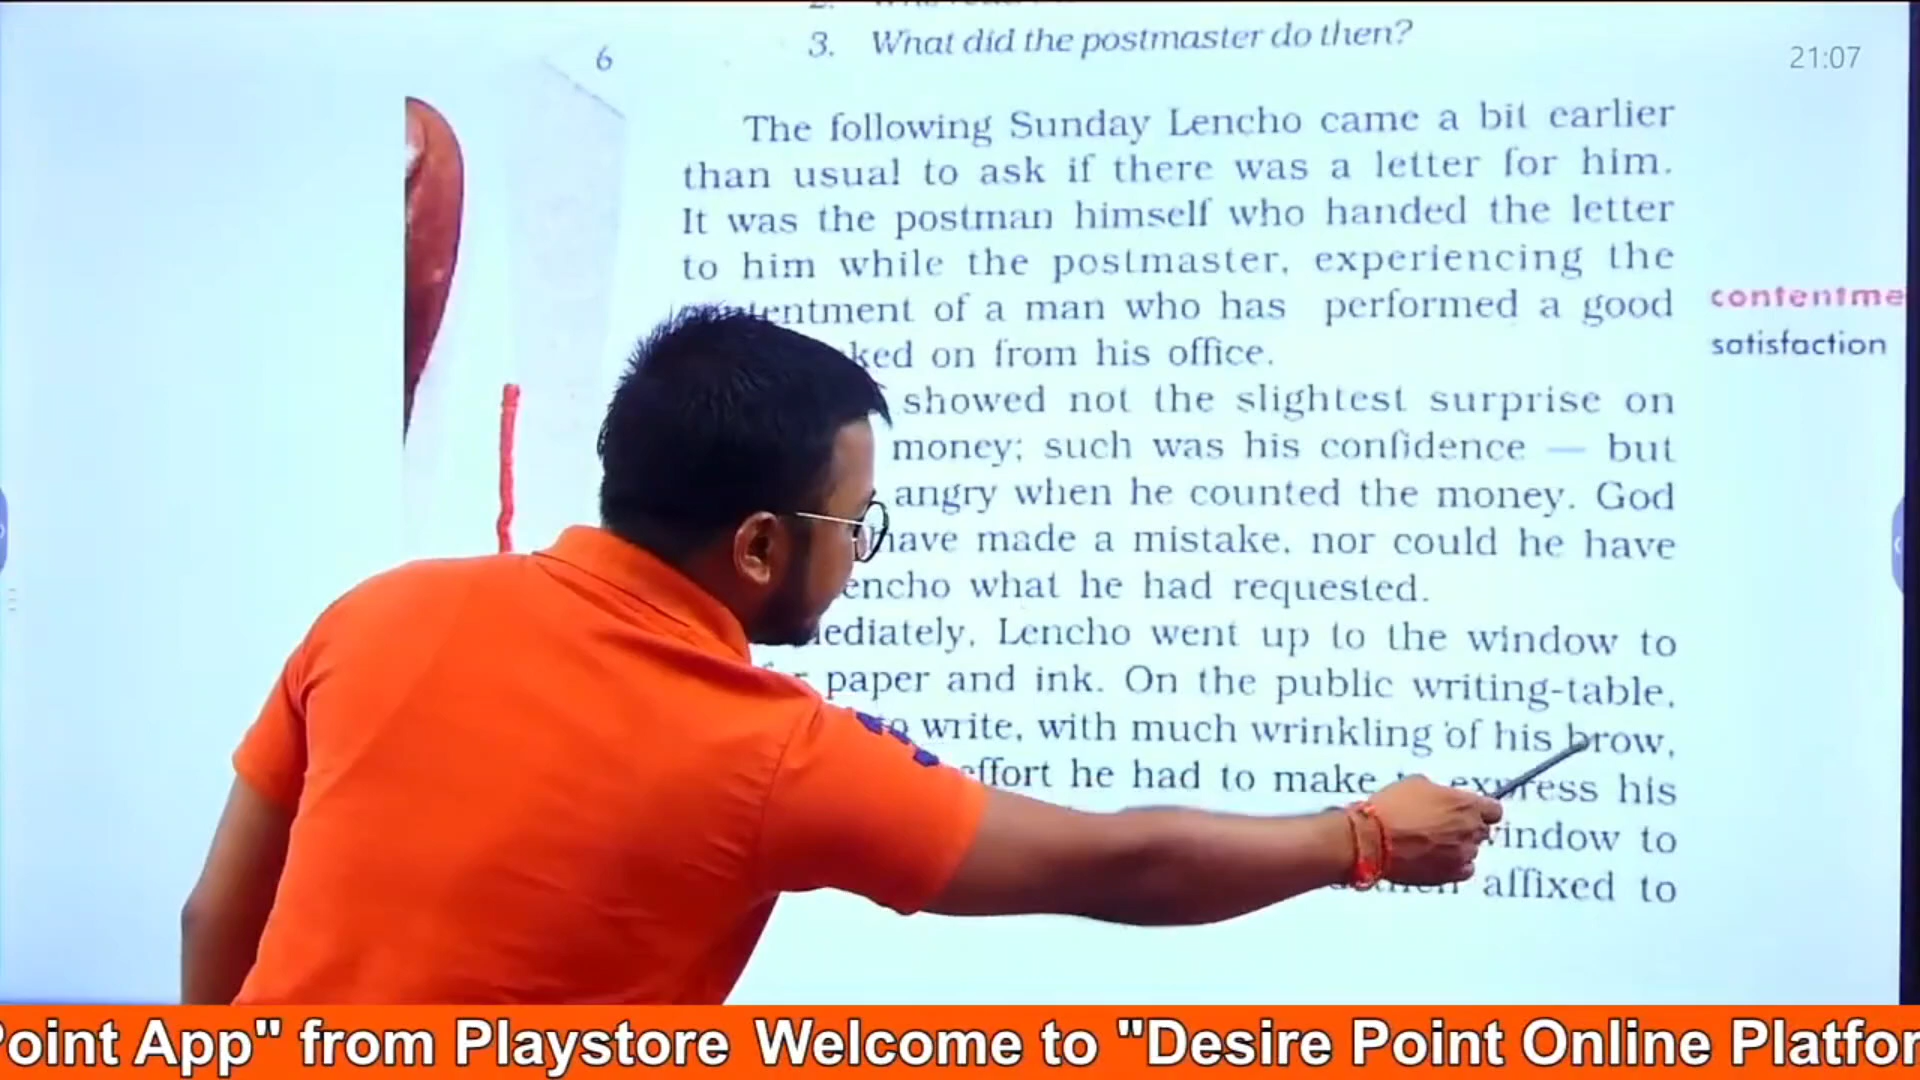 3. What did the postmaster do then?
6
21:07
The following Sunday Lencho came a bit earlier
than usual to ask if there was a letter for him.
It was the postman himself who handed the letter
to him while the postmaster, experiencing the
contentment of a man who has performed a good
contentme
ked on from his office.
satisfaction
showed not the slightest surprise on
money; such was his confidence — but
angry when he counted the money. God
have made a mistake, nor could he have
encho what he had requested.
ediately, Lencho went up to the window to
paper and ink. On the public writing-table,
to write, with much wrinkling of his brow,
effort he had to make to express his
window to
then affixed to
Point App" from Playstore Welcome to "Desire Point Online Platfor